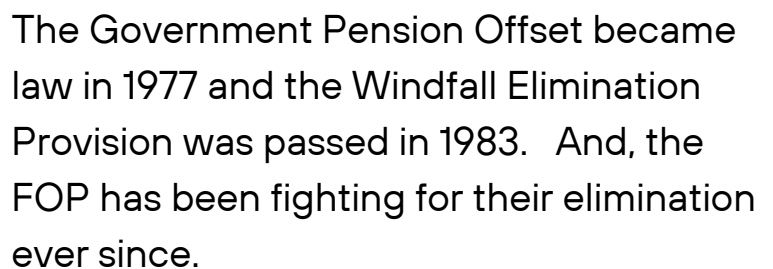 The Government Pension Offset became
law in 1977 and the Windfall Elimination
Provision was passed in 1983.   And, the
FOP has been fighting for their elimination
ever since.